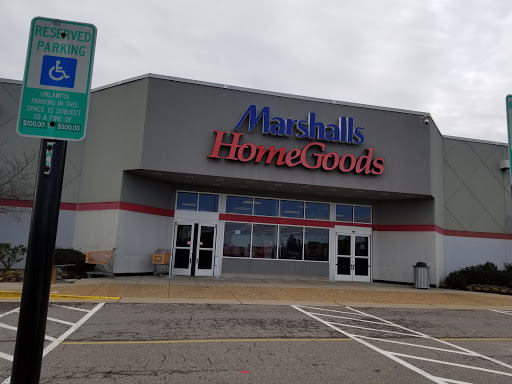 RESERVED
PARKING
UNLAWFUL
PARKING IN THIS
SPACE IS SUBJECT
TO A FINE OF
$100.00 > $500.00
Marshalls
HomeGoods